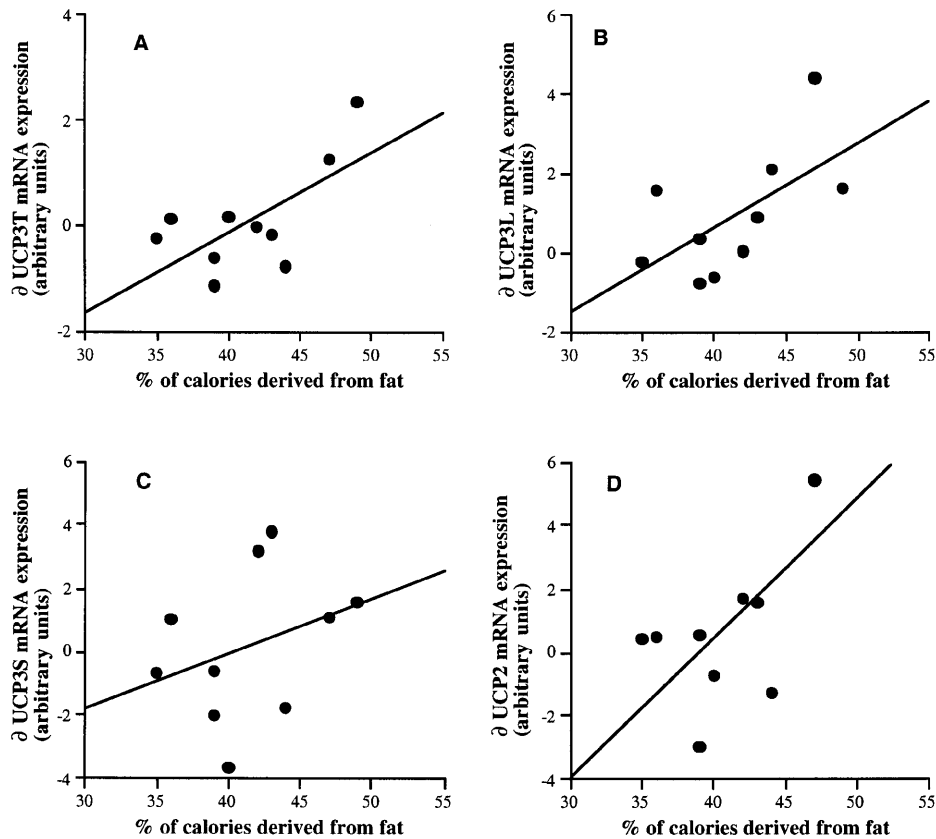 A
∂ UCP3T mRNA expression
(arbitrary units)
4
2
0
-2
30 35 40 45 50 55
% of calories derived from fat
B
∂ UCP3L mRNA expression
(arbitrary units)
6
4
2
0
-2
30 35 40 45 50 55
% of calories derived from fat
C
∂ UCP3S mRNA expression
(arbitrary units)
6
4
2
0
-2
-4
30 35 40 45 50 55
% of calories derived from fat
D
∂ UCP2 mRNA expression
(arbitrary units)
6
4
2
0
-2
-4
30 35 40 45 50 55
% of calories derived from fat